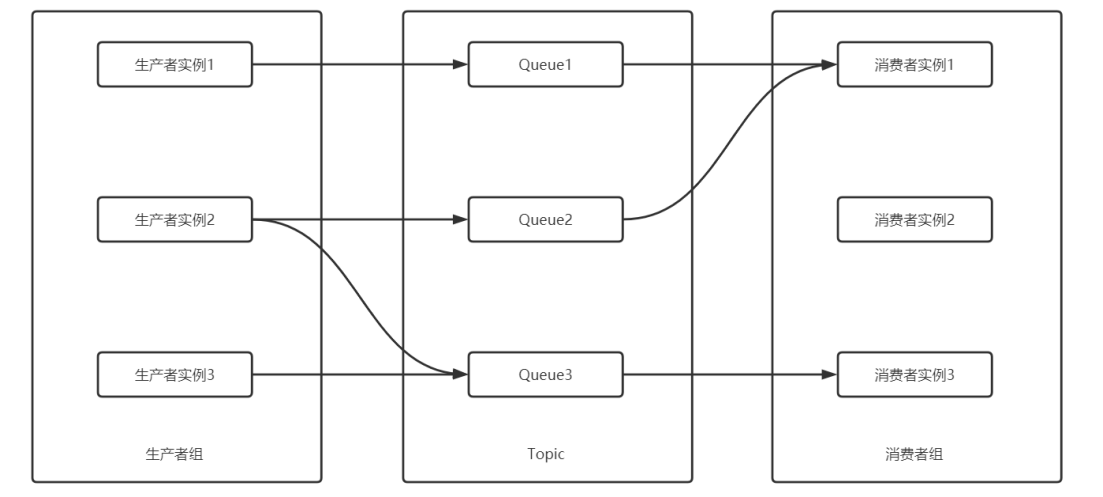 生产者实例1
Queue1
消费者实例1
生产者实例2
Queue2
消费者实例2
生产者实例3
Queue3
消费者实例3
生产者组
Topic
消费者组